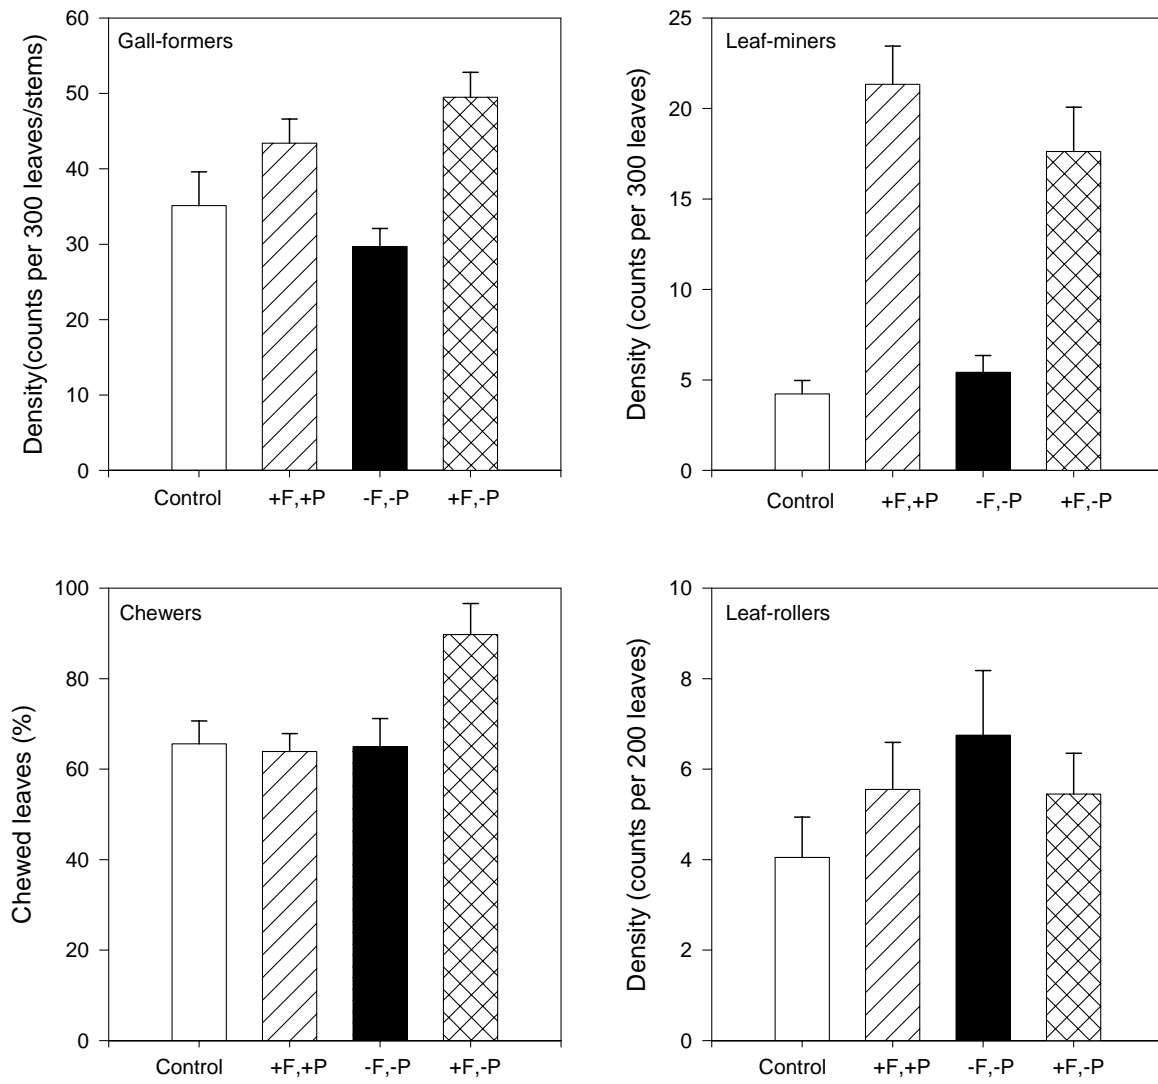 Gall-formers
Density(counts per 300 leaves/stems)
60
50
40
30
20
10
0
Control +F,+P -F,-P +F,-P
Leaf-miners
Density (counts per 300 leaves)
25
20
15
10
5
0
Control +F,+P -F,-P +F,-P
Chewers
Chewed leaves (%)
100
80
60
40
20
0
Control +F,+P -F,-P +F,-P
Leaf-rollers
Density (counts per 200 leaves)
10
8
6
4
2
0
Control +F,+P -F,-P +F,-P